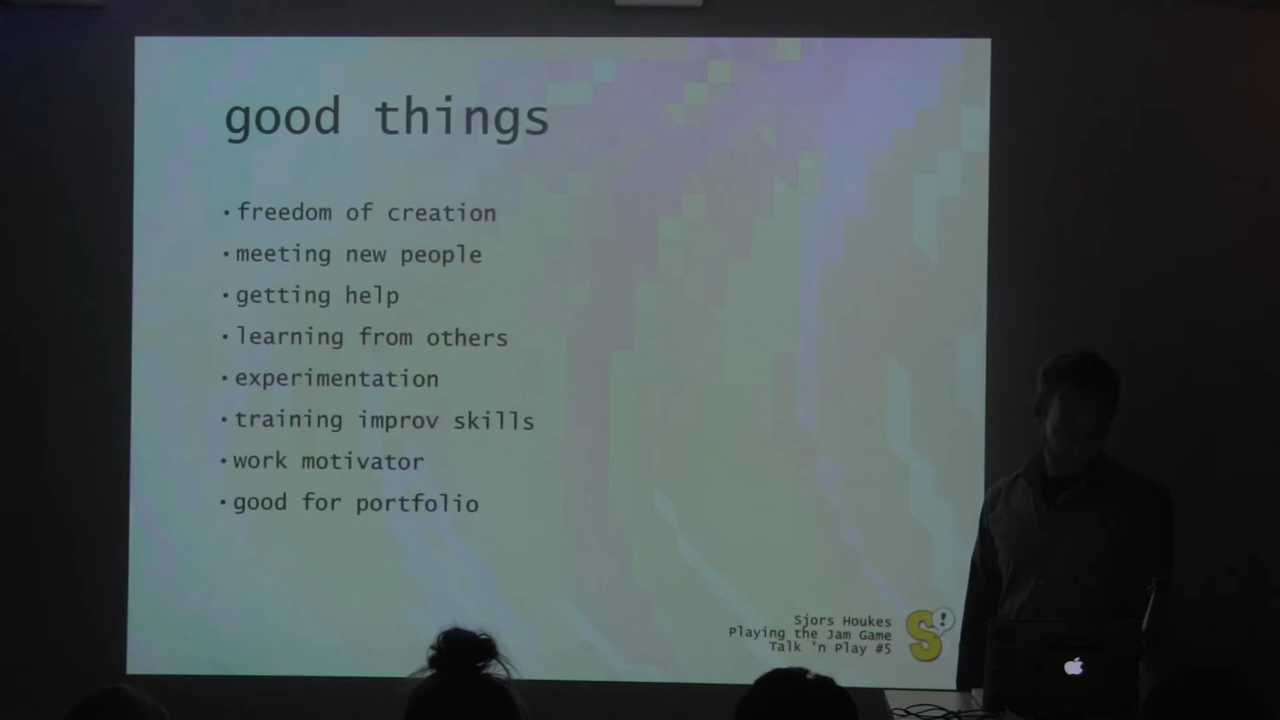 good things
• freedom of creation
• meeting new people
• getting help
• learning from others
• experimentation
• training improv skills
• work motivator
• good for portfolio
Sjors Houkes
Playing the Jam Game
Talk 'n Play #5
S!